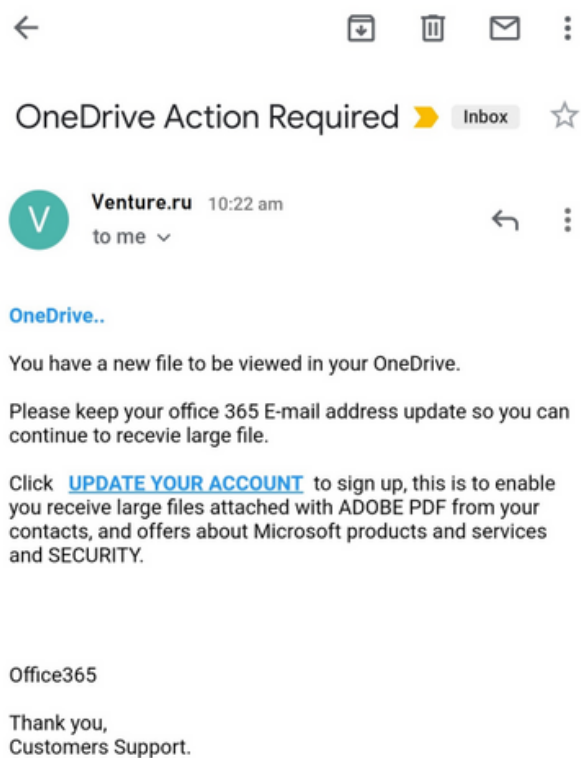 OneDrive Action Required Inbox
V
Venture.ru 10:22 am
to me
OneDrive..
You have a new file to be viewed in your OneDrive.
Please keep your office 365 E-mail address update so you can
continue to recevie large file.
Click UPDATE YOUR ACCOUNT to sign up, this is to enable
you receive large files attached with ADOBE PDF from your
contacts, and offers about Microsoft products and services
and SECURITY.
Office365
Thank you,
Customers Support.